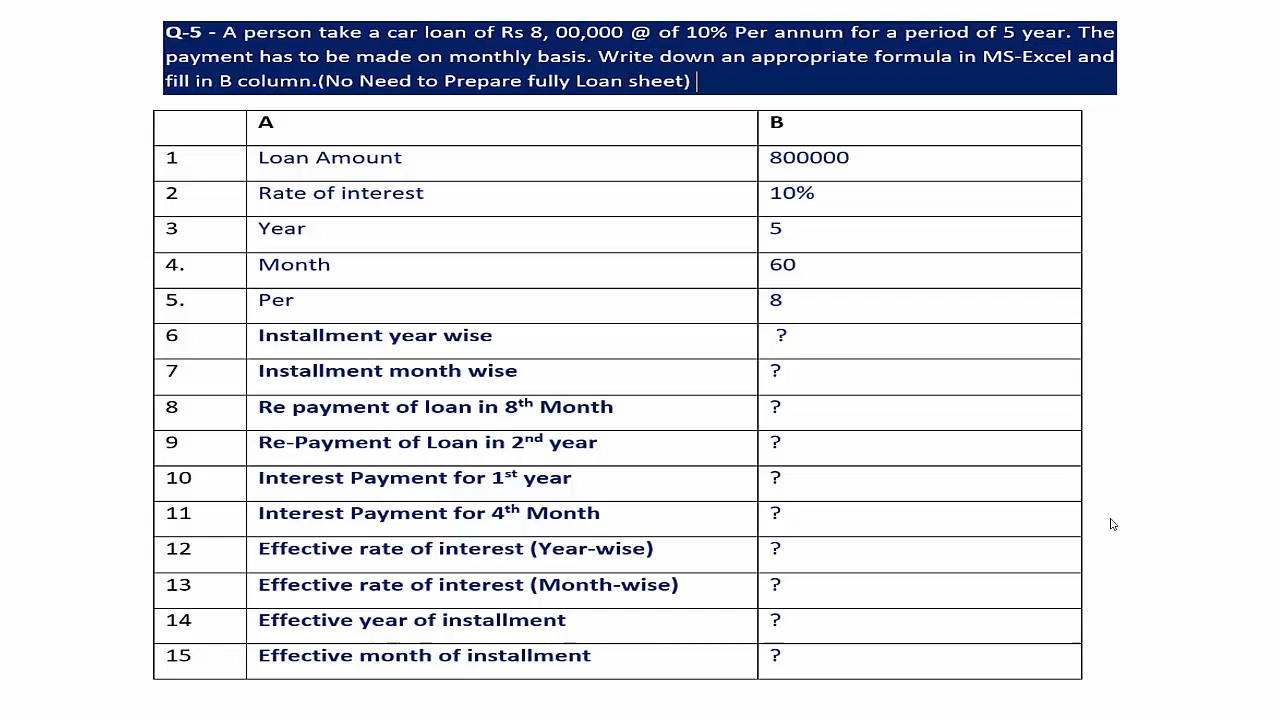 Q-5 - A person take a car loan of Rs 8, 00,000 @ of 10% Per annum for a period of 5 year. The
payment has to be made on monthly basis. Write down an appropriate formula in MS-Excel and
fill in B column.(No Need to Prepare fully Loan sheet)
A B
1 Loan Amount 800000
2 Rate of interest 10%
3 Year 5
4. Month 60
5. Per 8
6 Installment year wise ?
7 Installment month wise ?
8 Re payment of loan in 8th Month ?
9 Re-Payment of Loan in 2nd year ?
10 Interest Payment for 1st year ?
11 Interest Payment for 4th Month ?
12 Effective rate of interest (Year-wise) ?
13 Effective rate of interest (Month-wise) ?
14 Effective year of installment ?
15 Effective month of installment ?